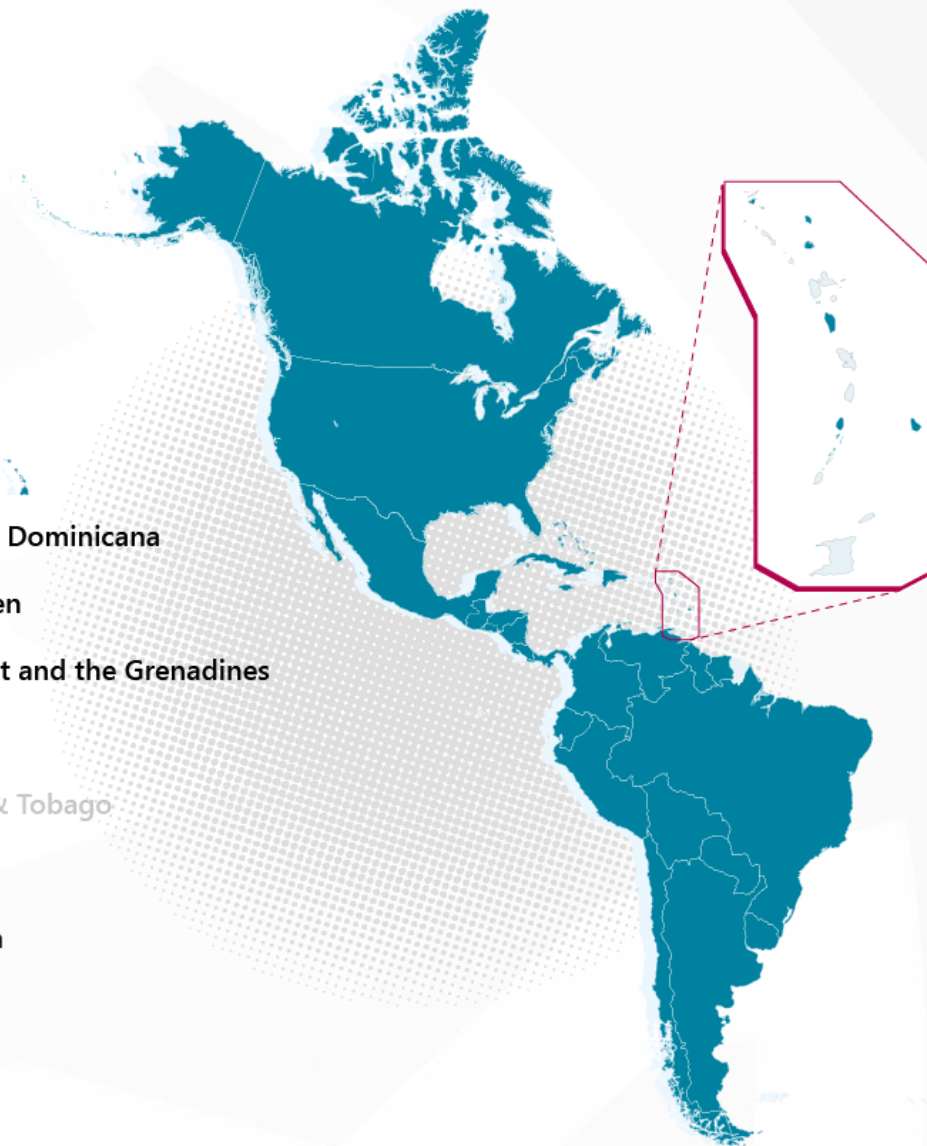 Dominicana
en
t and the Grenadines
& Tobago
n